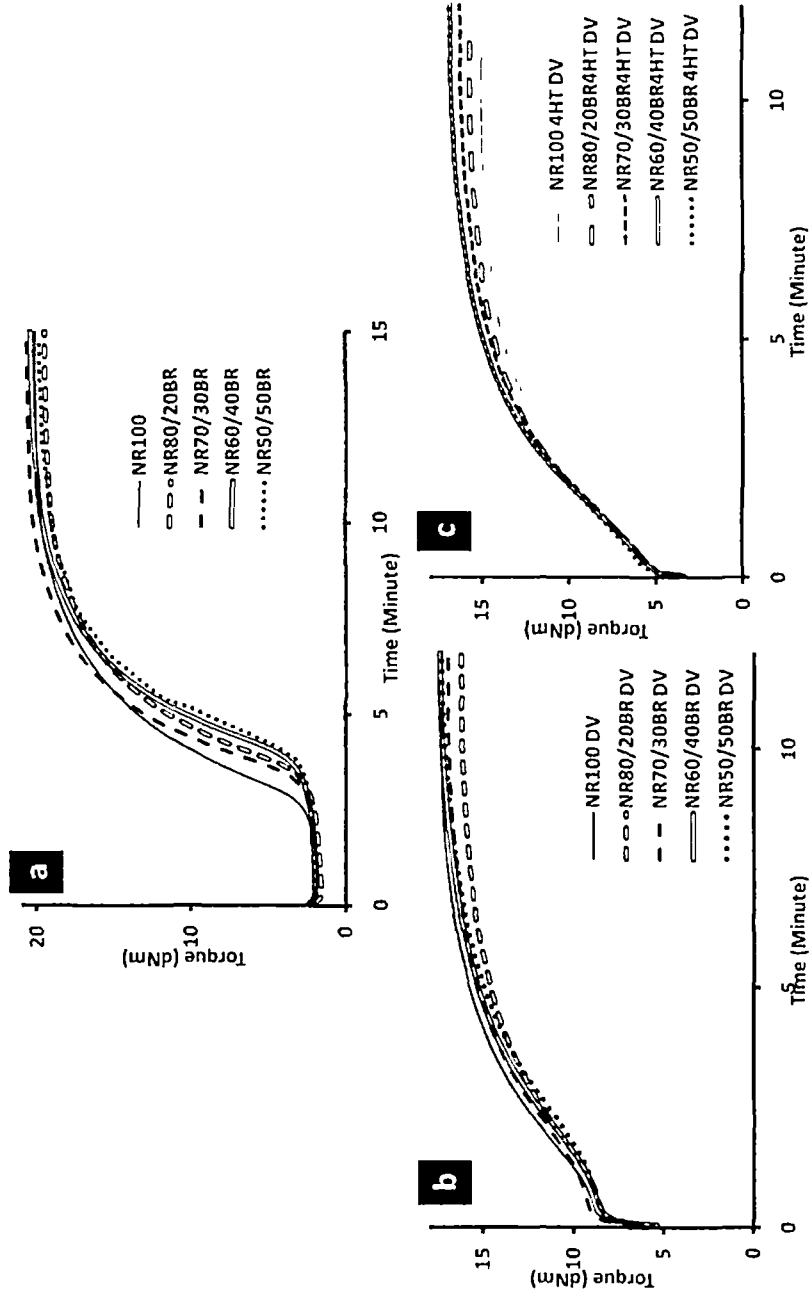 a
Torque (dNm)
20
10
0
0
5
10
15
Time (Minute)
NR100
NR80/20BR
NR70/30BR
NR60/40BR
NR50/50BR
b
Torque (dNm)
15
10
5
0
0
5
10
Time (Minute)
NR100 DV
NR80/20BR DV
NR70/30BR DV
NR60/40BR DV
NR50/50BR DV
c
Torque (dNm)
15
10
5
0
0
5
10
Time (Minute)
NR100 4HT DV
NR80/20BR4HT DV
NR70/30BR4HT DV
NR60/40BR4HT DV
NR50/50BR4HT DV